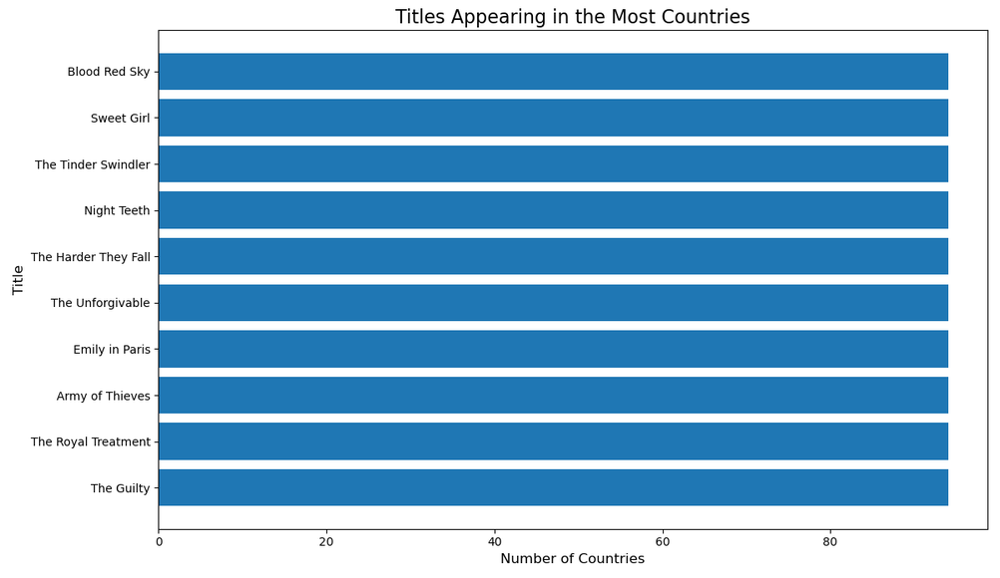 Titles Appearing in the Most Countries
Title
Blood Red Sky
Sweet Girl
The Tinder Swindler
Night Teeth
The Harder They Fall
The Unforgivable
Emily in Paris
Army of Thieves
The Royal Treatment
The Guilty
0 20 40 60 80
Number of Countries